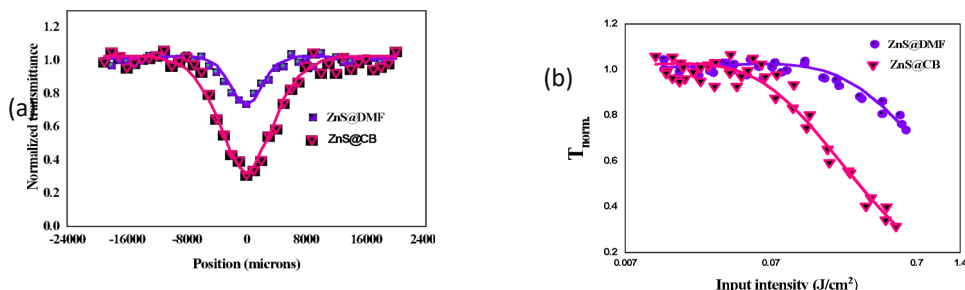 (a)
Normalized transmittance
1.2
1.0
0.8
0.6
0.4
0.2
0.0
-24000
-16000
-8000
0
8000
16000
2400
Position (microns)
ZnS@DMF
ZnS@CB
(b)
T norm.
1.2
1.0
0.8
0.6
0.4
0.2
0.007
0.07
0.7
1.4
Input intensity (J/cm²)
ZnS@DMF
ZnS@CB